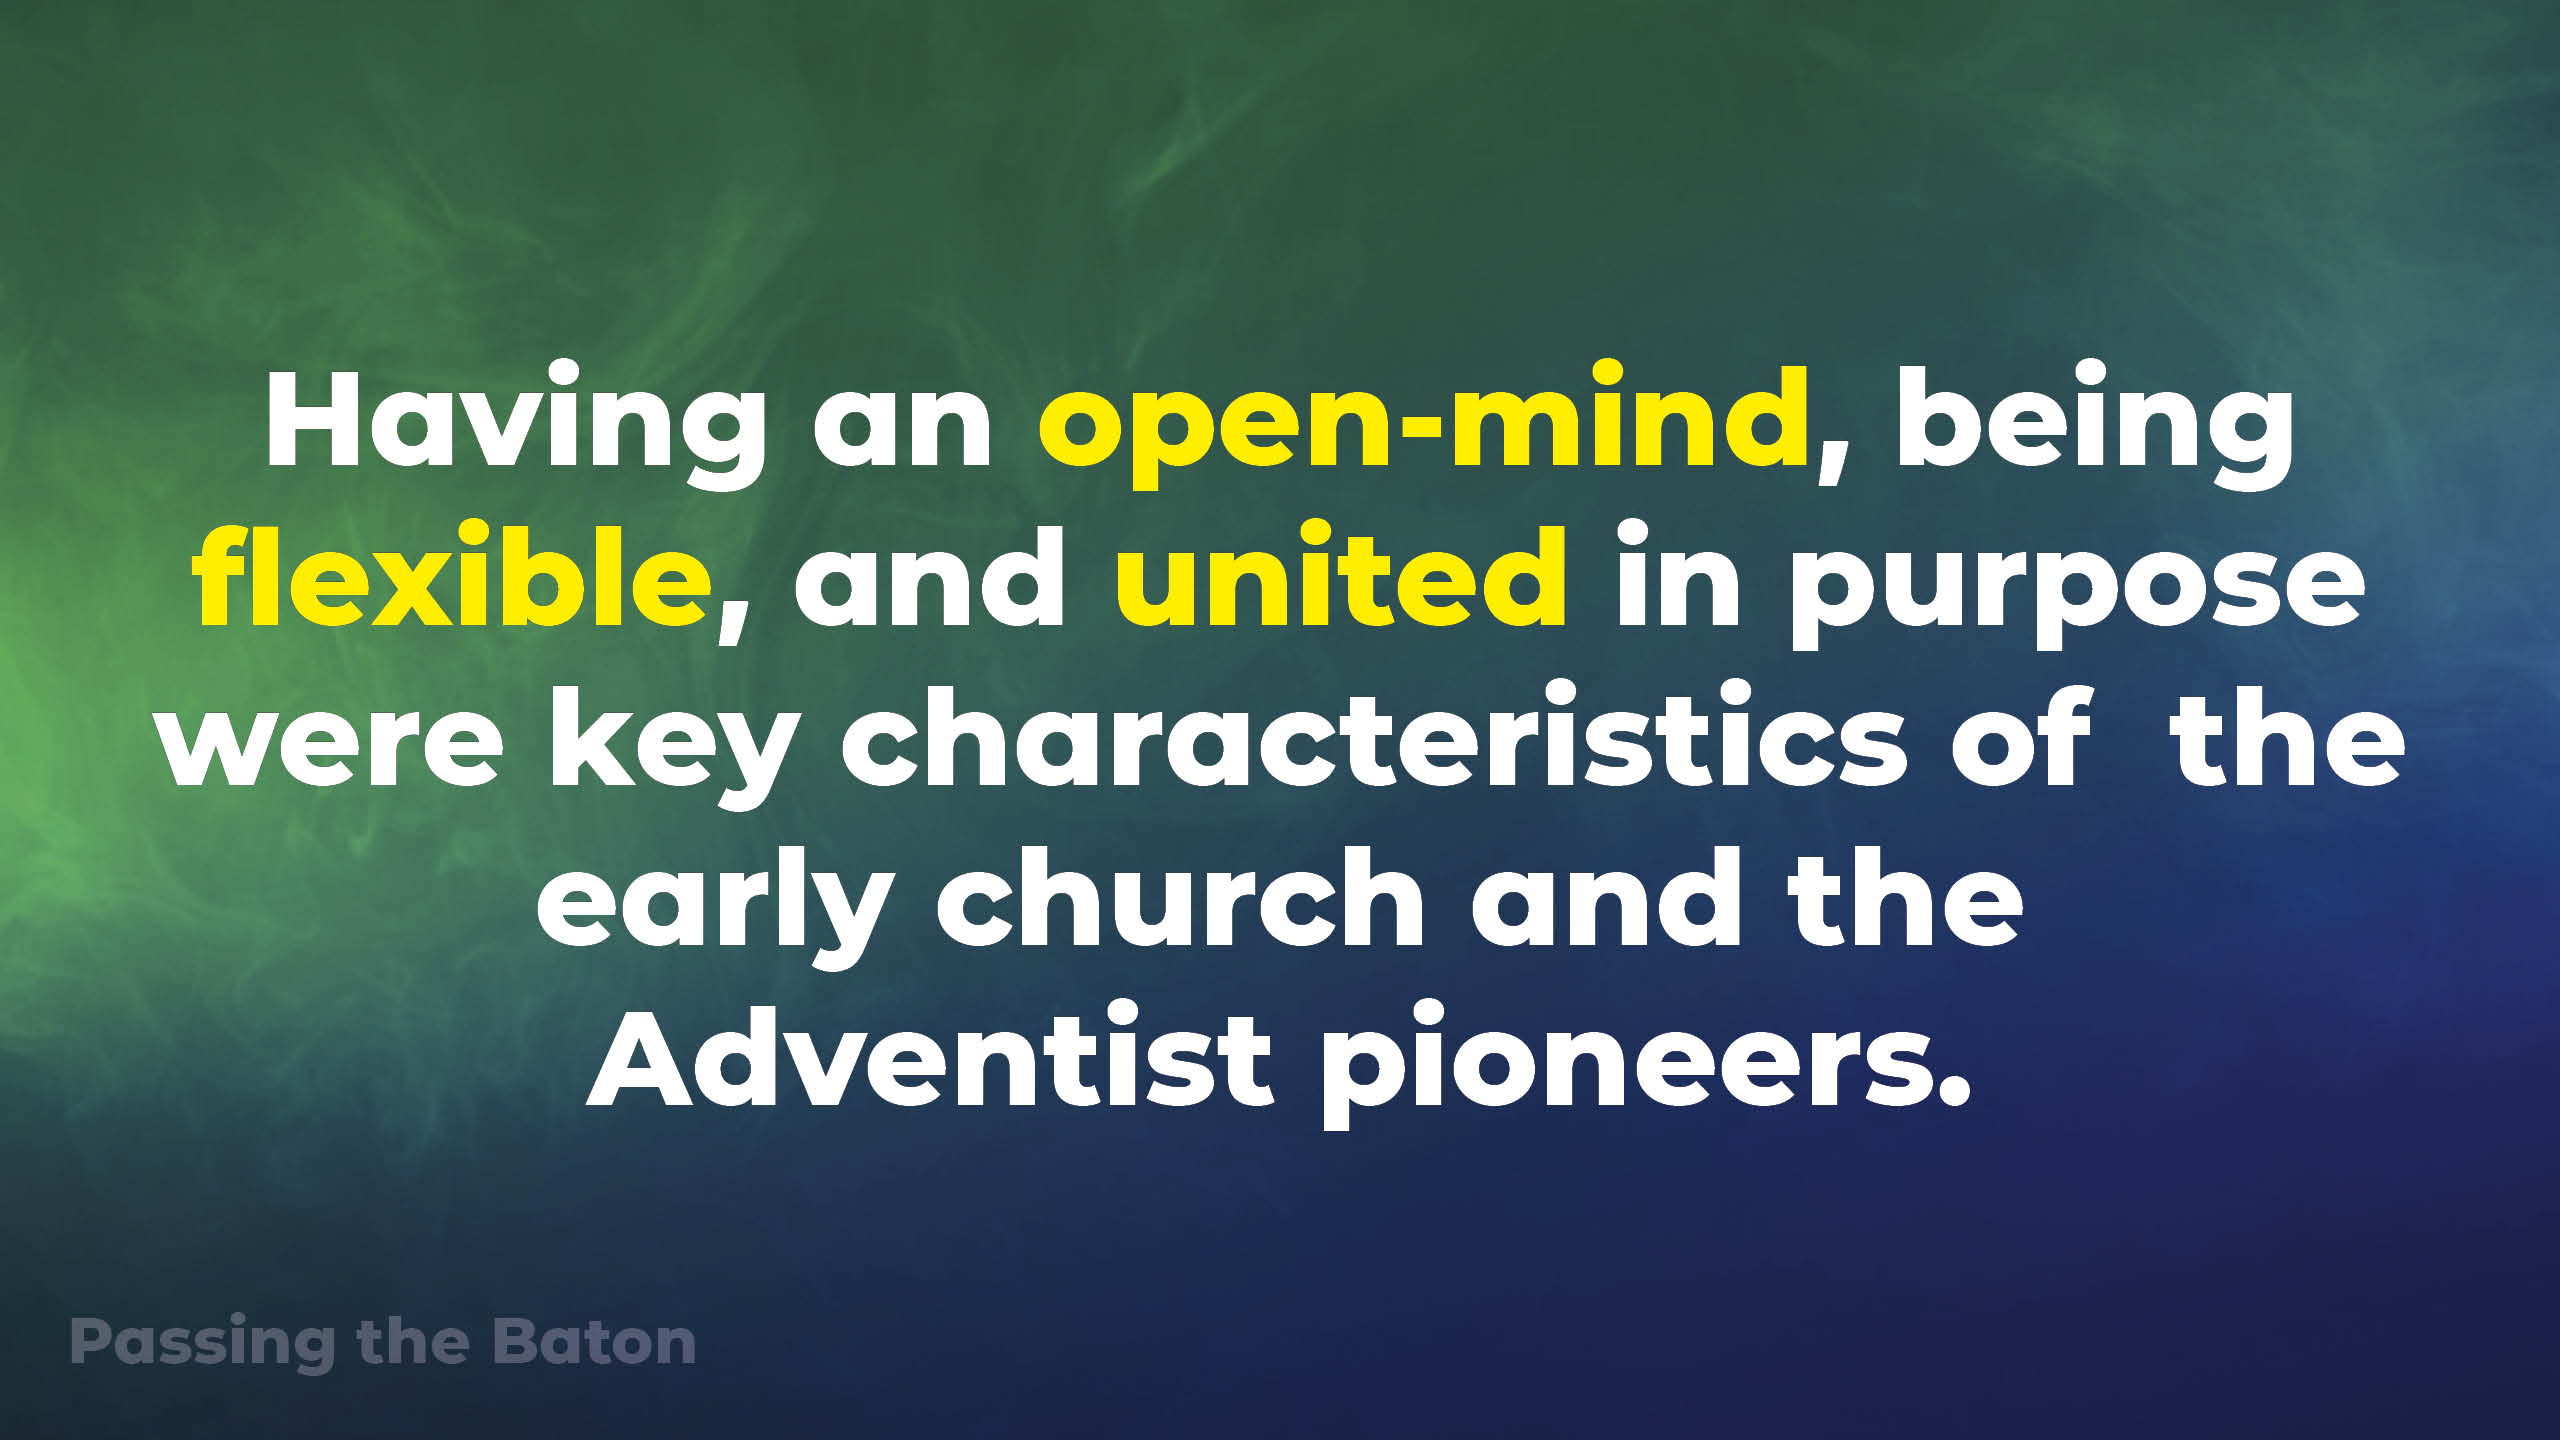 Having an open-mind, being
flexible, and united in purpose
were key characteristics of  the
early church and the
Adventist pioneers.
Passing the Baton